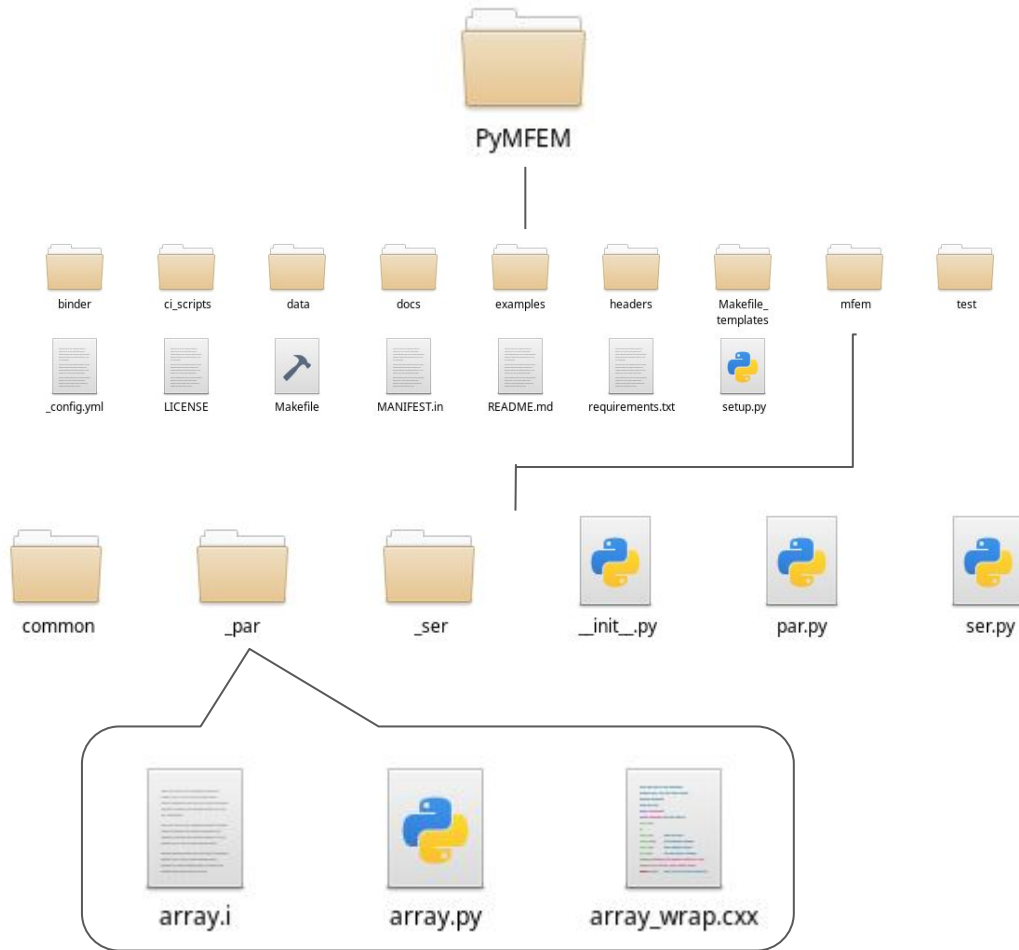 PyMFEM
binder
ci_scripts
data
docs
examples
headers
Makefile_
templates
mfem
test
_config.yml
LICENSE
Makefile
MANIFEST.in
README.md
requirements.txt
setup.py
common
_par
_ser
__init__.py
par.py
ser.py
array.i
array.py
array_wrap.cxx